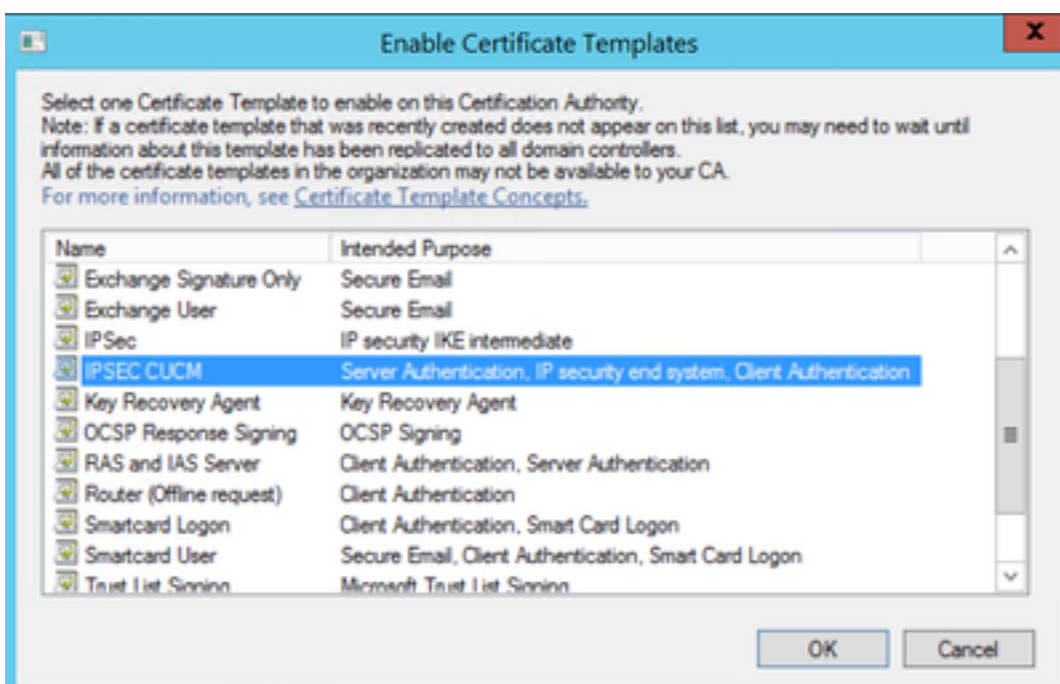 Enable Certificate Templates
x
Select one Certificate Template to enable on this Certification Authority.
Note: If a certificate template that was recently created does not appear on this list, you may need to wait until
information about this template has been replicated to all domain controllers.
All of the certificate templates in the organization may not be available to your CA.
For more information, see Certificate Template Concepts.
Name Intended Purpose
Exchange Signature Only Secure Email
Exchange User Secure Email
IPSec IP security IKE intermediate
IPSEC CUCM Server Authentication, IP security end system, Client Authentication
Key Recovery Agent Key Recovery Agent
OCSP Response Signing OCSP Signing
RAS and IAS Server Client Authentication, Server Authentication
Router (Offline request) Client Authentication
Smartcard Logon Client Authentication, Smart Card Logon
Smartcard User Secure Email, Client Authentication, Smart Card Logon
Trust List Signing Microsoft Trust List Signing
OK Cancel